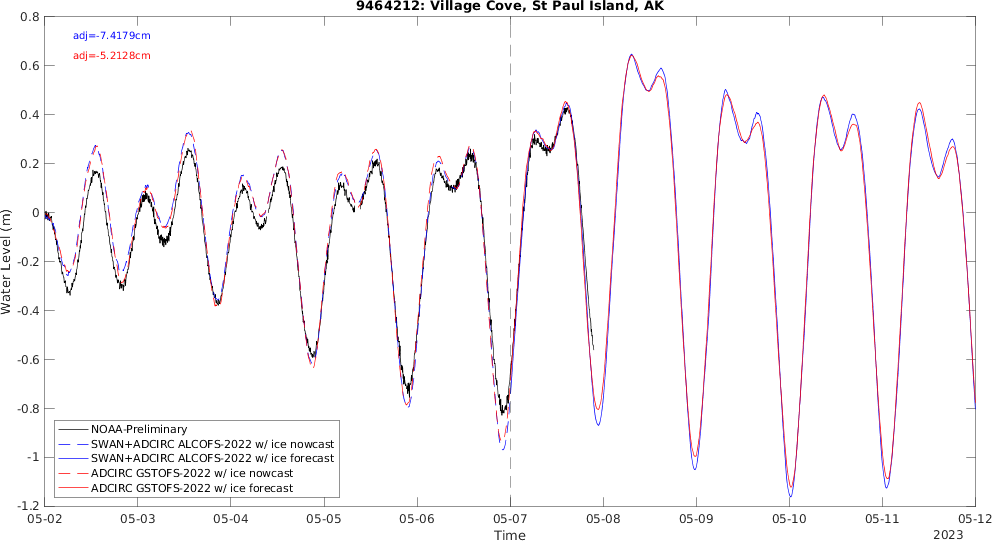 9464212: Village Cove, St Paul Island, AK
adj=-7.4179cm
adj=-5.2128cm
0.8
0.6
0.4
0.2
0
-0.2
-0.4
-0.6
-0.8
-1
-1.2
Water Level (m)
NOAA-Preliminary
SWAN+ADCIRC ALCOFS-2022 w/ ice nowcast
SWAN+ADCIRC ALCOFS-2022 w/ ice forecast
ADCIRC GSTOFS-2022 w/ ice nowcast
ADCIRC GSTOFS-2022 w/ ice forecast
05-02 05-03 05-04 05-05 05-06 05-07 05-08 05-09 05-10 05-11 05-12
Time
2023